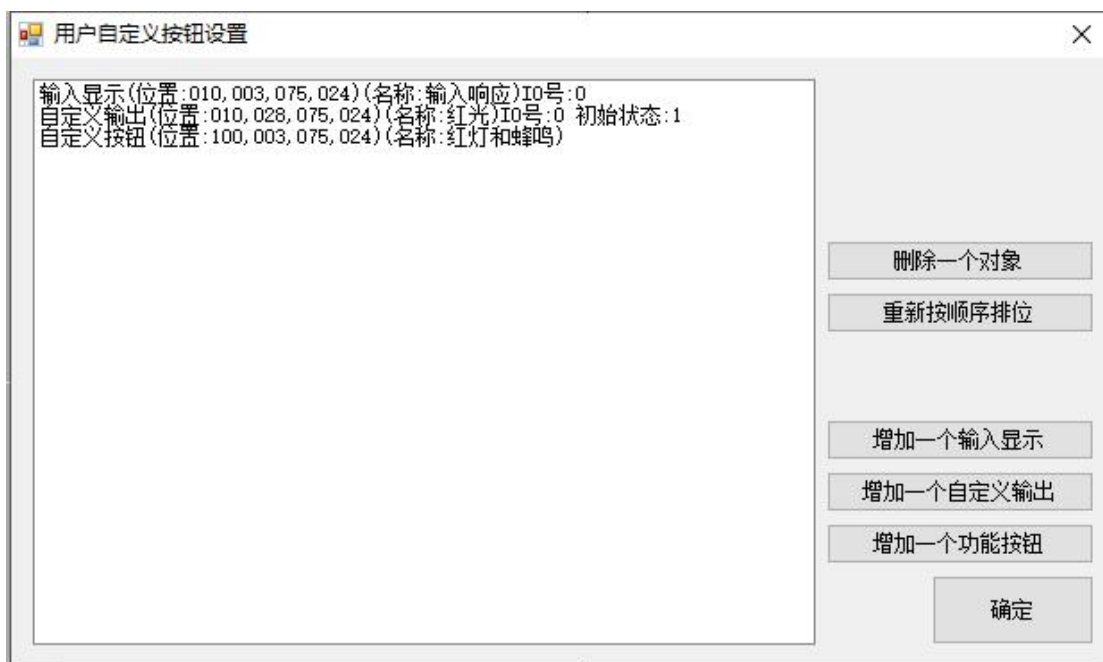 用户自定义按钮设置
输入显示(位置:010,003,075,024)(名称:输入响应)IO号:0
自定义输出(位置:010,028,075,024)(名称:红光)IO号:0 初始状态:1
自定义按钮(位置:100,003,075,024)(名称:红灯和蜂鸣)
删除一个对象
重新按顺序排位
增加一个输入显示
增加一个自定义输出
增加一个功能按钮
确定